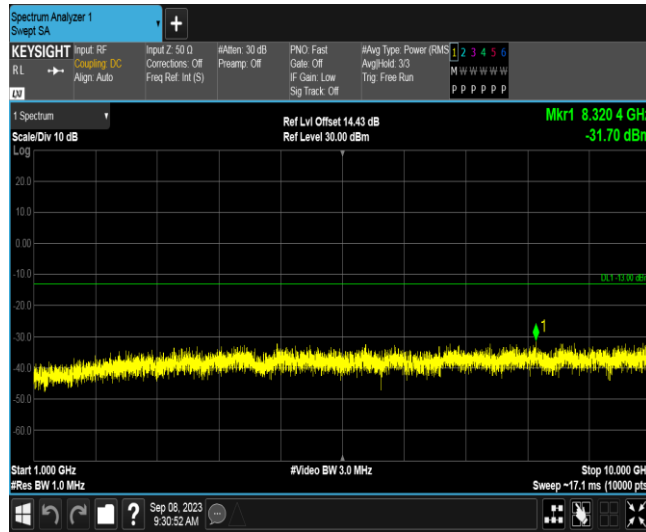 Spectrum Analyzer 1
Swept SA
+
KEYSIGHT Input: RF Input Z: 50 Ω #Atten: 30 dB PNO: Fast #Avg Type: Power (RMS 1 2 3 4 5 6
RL Coupling: DC Corrections: Off Preamp: Off Gate: Off Avg|Hold: 3/3 M W W W W W
Align: Auto Freq Ref: Int (S) IF Gain: Low Trig: Free Run
LXI Sig Track: Off P P P P P P
1 Spectrum Ref Lvl Offset 14.43 dB Mkr1 8.320 4 GHz
Scale/Div 10 dB Ref Level 30.00 dBm -31.70 dBm
Log
20.0
10.0
0.00
-10.0
DL1 -13.00 dBm
-20.0
-30.0
1
-40.0
-50.0
-60.0
Start 1.000 GHz #Video BW 3.0 MHz Stop 10.000 GHz
#Res BW 1.0 MHz Sweep ~17.1 ms (10000 pts
? Sep 08, 2023
9:30:52 AM